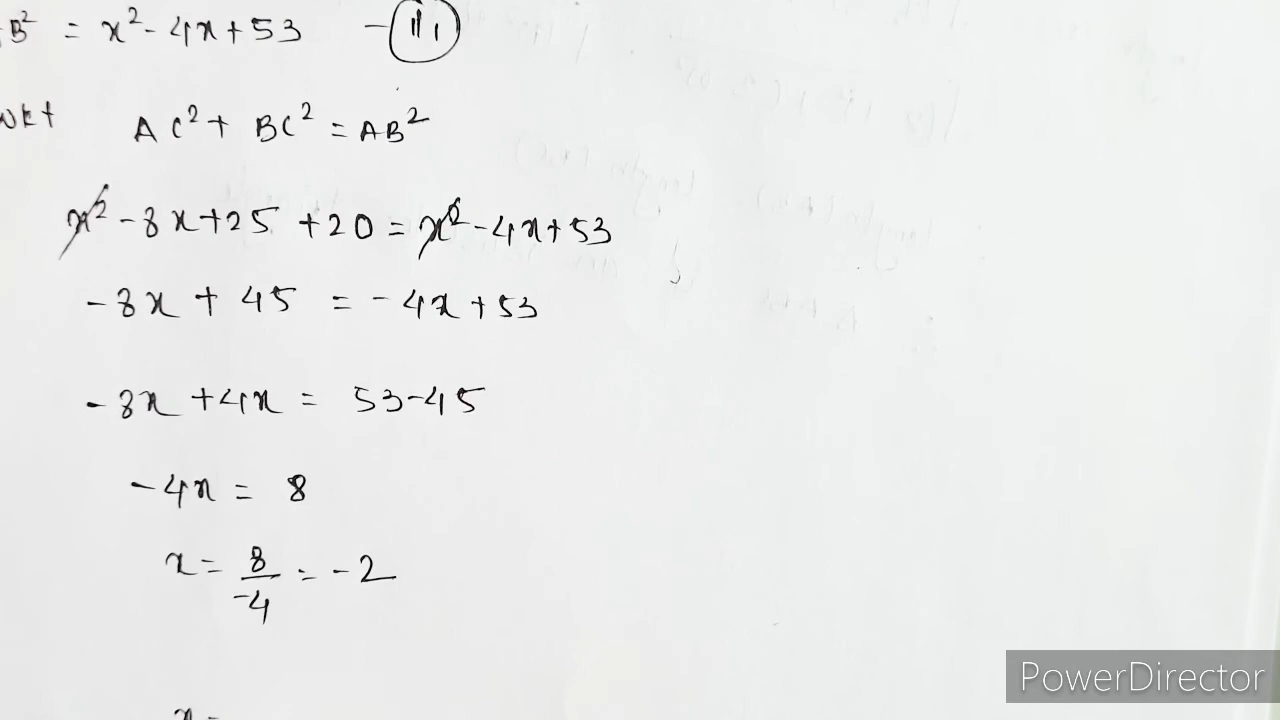 B² = x² - 4x + 53 - (iii)
wkt AC² + BC² = AB²
x² - 8x + 25 + 20 = x² - 4x + 53
- 8x + 45 = - 4x + 53
- 8x + 4x = 53 - 45
- 4x = 8
x = 8/-4 = - 2
x =
PowerDirector